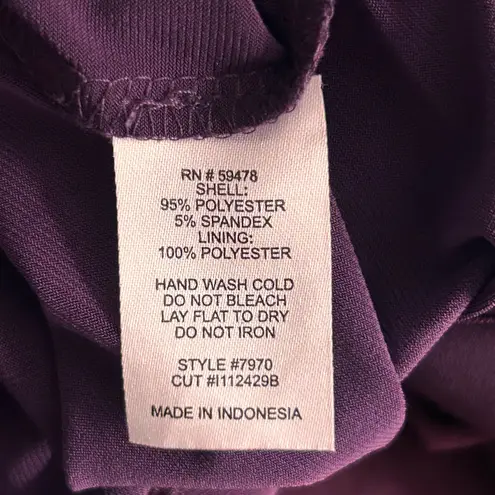 RN # 59478
SHELL:
95% POLYESTER
5% SPANDEX
LINING:
100% POLYESTER
HAND WASH COLD
DO NOT BLEACH
LAY FLAT TO DRY
DO NOT IRON
STYLE #7970
CUT #I112429B
MADE IN INDONESIA